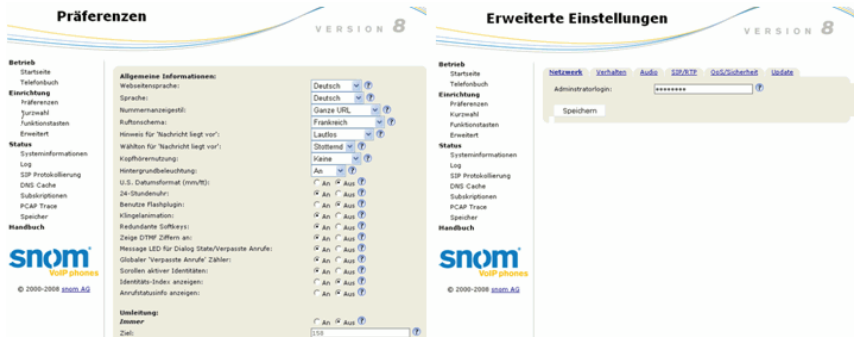 Präferenzen
VERSION 8
Betrieb
Startseite
Telefonbuch
Einrichtung
Präferenzen
Kurzwahl
Funktionstasten
Erweitert
Status
Systeminformationen
Log
SIP Protokollierung
DNS Cache
Subskriptionen
PCAP Trace
Speicher
Handbuch
snom
VoIP phones
© 2000-2008 snom AG
Allgemeine Informationen:
Webseitensprache: Deutsch ?
Sprache: Deutsch ?
Nummernanzeigestil: Ganze URL ?
Ruftonschema: Frankreich ?
Hinweis für 'Nachricht liegt vor': Lautlos ?
Wählton für 'Nachricht liegt vor': Stotternd ?
Kopfhörernutzung: Keine ?
Hintergrundbeleuchtung: An ?
U.S. Datumsformat (mm/tt): An Aus ?
24-Stundenuhr: An Aus ?
Benutze Flashplugin: An Aus ?
Klingelanimation: An Aus ?
Redundante Softkeys: An Aus ?
Zeige DTMF Ziffern an: An Aus ?
Message LED für Dialog State/Verpasste Anrufe: An Aus ?
Globaler 'Verpasste Anrufe' Zähler: An Aus ?
Scrollen aktiver Identitäten: An Aus ?
Identitäts-Index anzeigen: An Aus ?
Anrufstatusinfo anzeigen: An Aus ?
Umleitung:
Immer An Aus ?
Ziel: 150 ?
Erweiterte Einstellungen
VERSION 8
Betrieb
Startseite
Telefonbuch
Einrichtung
Präferenzen
Kurzwahl
Funktionstasten
Erweitert
Status
Systeminformationen
Log
SIP Protokollierung
DNS Cache
Subskriptionen
PCAP Trace
Speicher
Handbuch
snom
VoIP phones
© 2000-2008 snom AG
Netzwerk Verhalten Audio SIP/RTP QoS/Sicherheit Update
Adminstratorlogin: ******** ?
Speichern